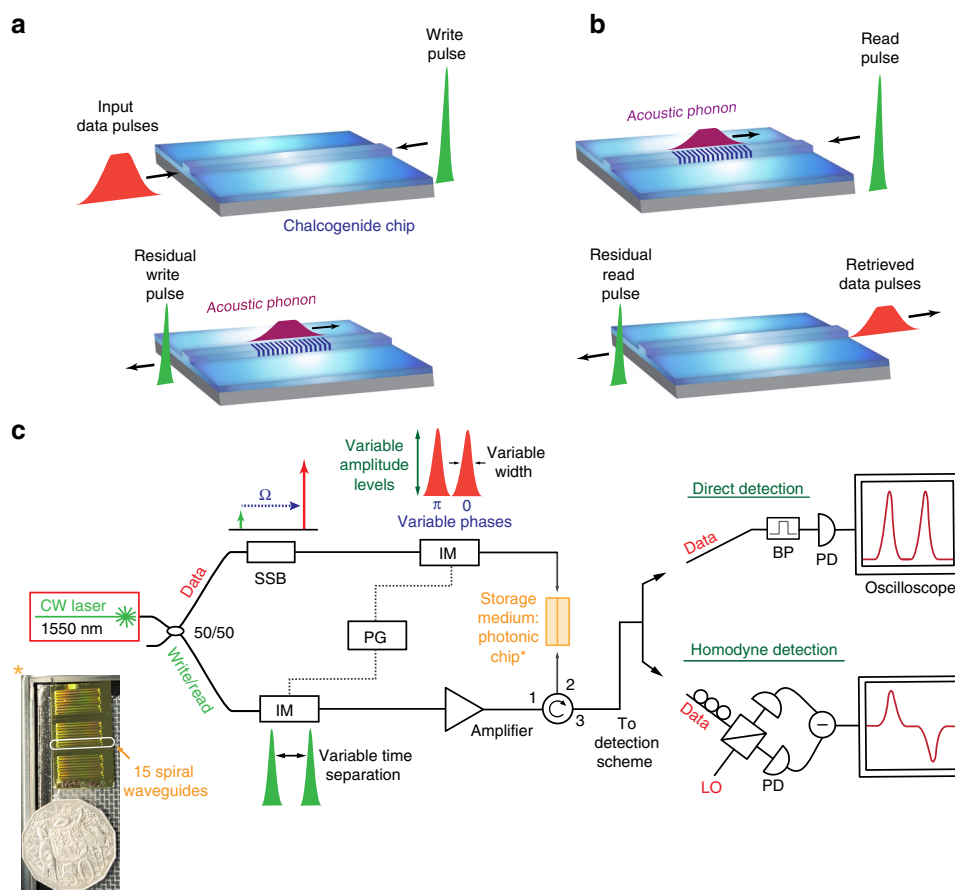 a
Write
pulse
Input
data pulses
Chalcogenide chip
Residual
write
pulse
Acoustic phonon
b
Read
pulse
Acoustic phonon
Residual
read
pulse
Retrieved
data pulses
c
Variable
amplitude
levels
Variable
width
π 0
Variable phases
Ω
SSB
IM
Data
CW laser
1550 nm
50/50
PG
Storage
medium:
photonic
chip*
Write/read
IM
Amplifier
1
2
3
Variable time
separation
To
detection
scheme
Direct detection
Data
BP
PD
Oscilloscope
Homodyne detection
Data
LO
PD
−
*
15 spiral
waveguides